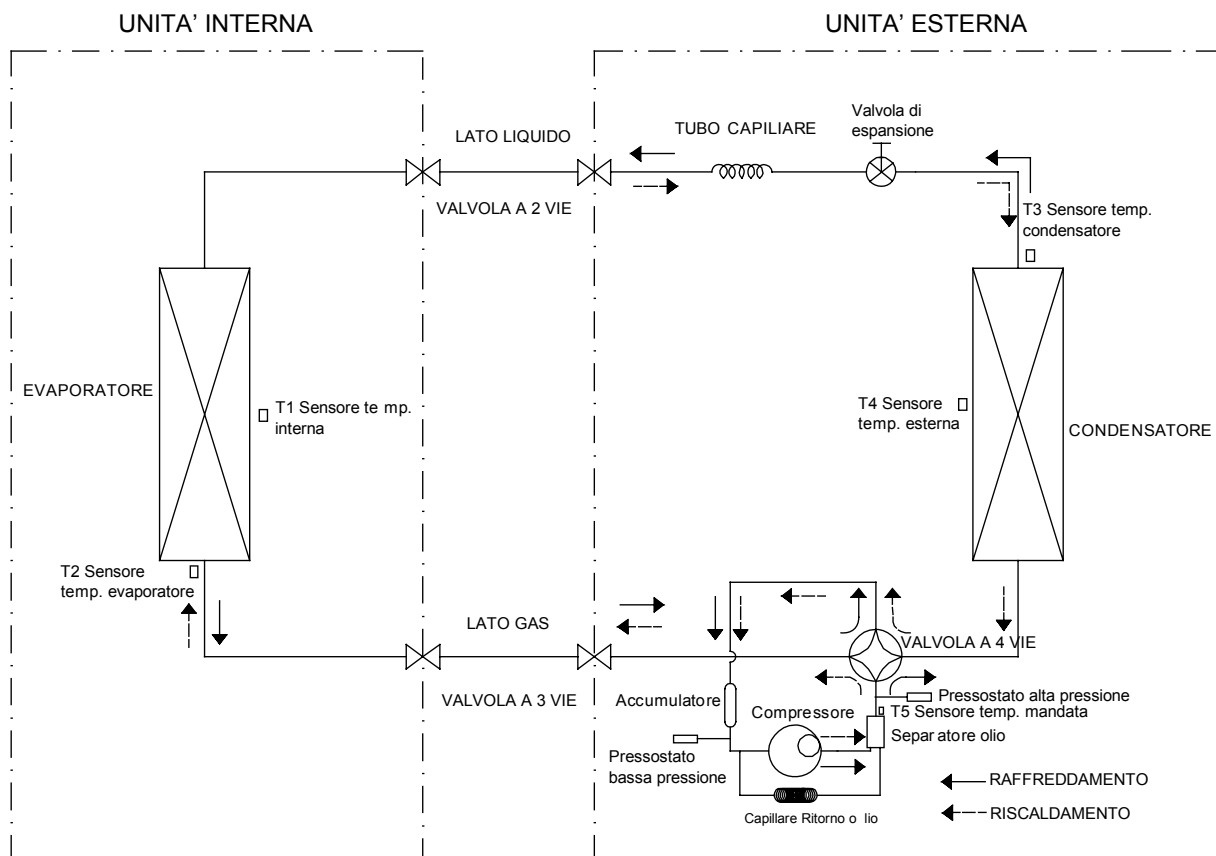 UNITA' INTERNA
UNITA' ESTERNA
LATO LIQUIDO
TUBO CAPILIARE
Valvola di
espansione
VALVOLA A 2 VIE
T3 Sensore temp.
condensatore
EVAPORATORE
T1 Sensore te mp.
interna
T4 Sensore
temp. esterna
CONDENSATORE
T2 Sensore
temp. evaporatore
LATO GAS
VALVOLA A 4 VIE
VALVOLA A 3 VIE
Accumulatore
Compressore
Pressostato alta pressione
T5 Sensore temp. mandata
Separatore olio
Pressostato
bassa pressione
Capillare Ritorno o lio
RAFFREDDAMENTO
RISCALDAMENTO